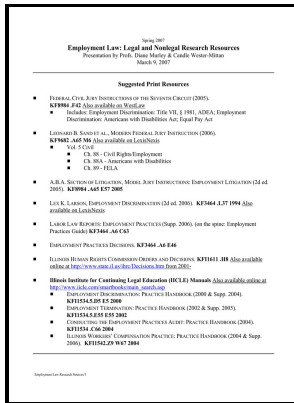 Spring 2007
Employment Law: Legal and Nonlegal Research Resources
Presentation by Profs. Diane Murley & Candle Wester-Mittan
March 9, 2007
Suggested Print Resources
▪ FEDERAL CIVIL JURY INSTRUCTIONS OF THE SEVENTH CIRCUIT (2005).
KF8984 .F42 Also available on WestLaw
▪ Includes: Employment Discrimination: Title VII, § 1981, ADEA; Employment
Discrimination: Americans with Disabilities Act; Equal Pay Act
▪ LEONARD B. SAND ET AL., MODERN FEDERAL JURY INSTRUCTION (2006).
KF9682 .A65 M6 Also available on LexisNexis
▪ Vol. 5 Civil
▪ Ch. 88 - Civil Rights/Employment
▪ Ch. 88A - Americans with Disabilities
▪ Ch. 89 - FELA
▪ A.B.A. SECTION OF LITIGATION, MODEL JURY INSTRUCTIONS: EMPLOYMENT LITIGATION (2d ed.
2005). KF8984 .A65 E57 2005
▪ LEX K. LARSON, EMPLOYMENT DISCRIMINATION (2d ed. 2006). KF3464 .L37 1994 Also
available on LexisNexis
▪ LABOR LAW REPORTS: EMPLOYMENT PRACTICES (Supp. 2006). (on the spine: Employment
Practices Guide) KF3464 .A6 C63
▪ EMPLOYMENT PRACTICES DECISIONS. KF3464 .A6 E46
▪ ILLINOIS HUMAN RIGHTS COMMISSION ORDERS AND DECISIONS. KFI1611 .H8 Also available
online at http://www.state.il.us/ihrc/Decisions.htm from 2001-
▪ Illinois Institute for Continuing Legal Education (IICLE) Manuals Also available online at
http://www.iicle.com/smartbooks/main_search.asp
▪ EMPLOYMENT DISCRIMINATION: PRACTICE HANDBOOK (2000 & Supp. 2004).
KFI1534.5.D5 E5 2000
▪ EMPLOYMENT TERMINATION: PRACTICE HANDBOOK (2002 & Supp. 2005).
KFI1534.5.E55 E55 2002
▪ CONDUCTING THE EMPLOYMENT PRACTICES AUDIT: PRACTICE HANDBOOK (2004).
KFI1534 .C66 2004
▪ ILLINOIS WORKERS' COMPENSATION PRACTICE: PRACTICE HANDBOOK (2004 & Supp.
2006). KFI1542.Z9 W67 2004
Employment Law Research Sources/1